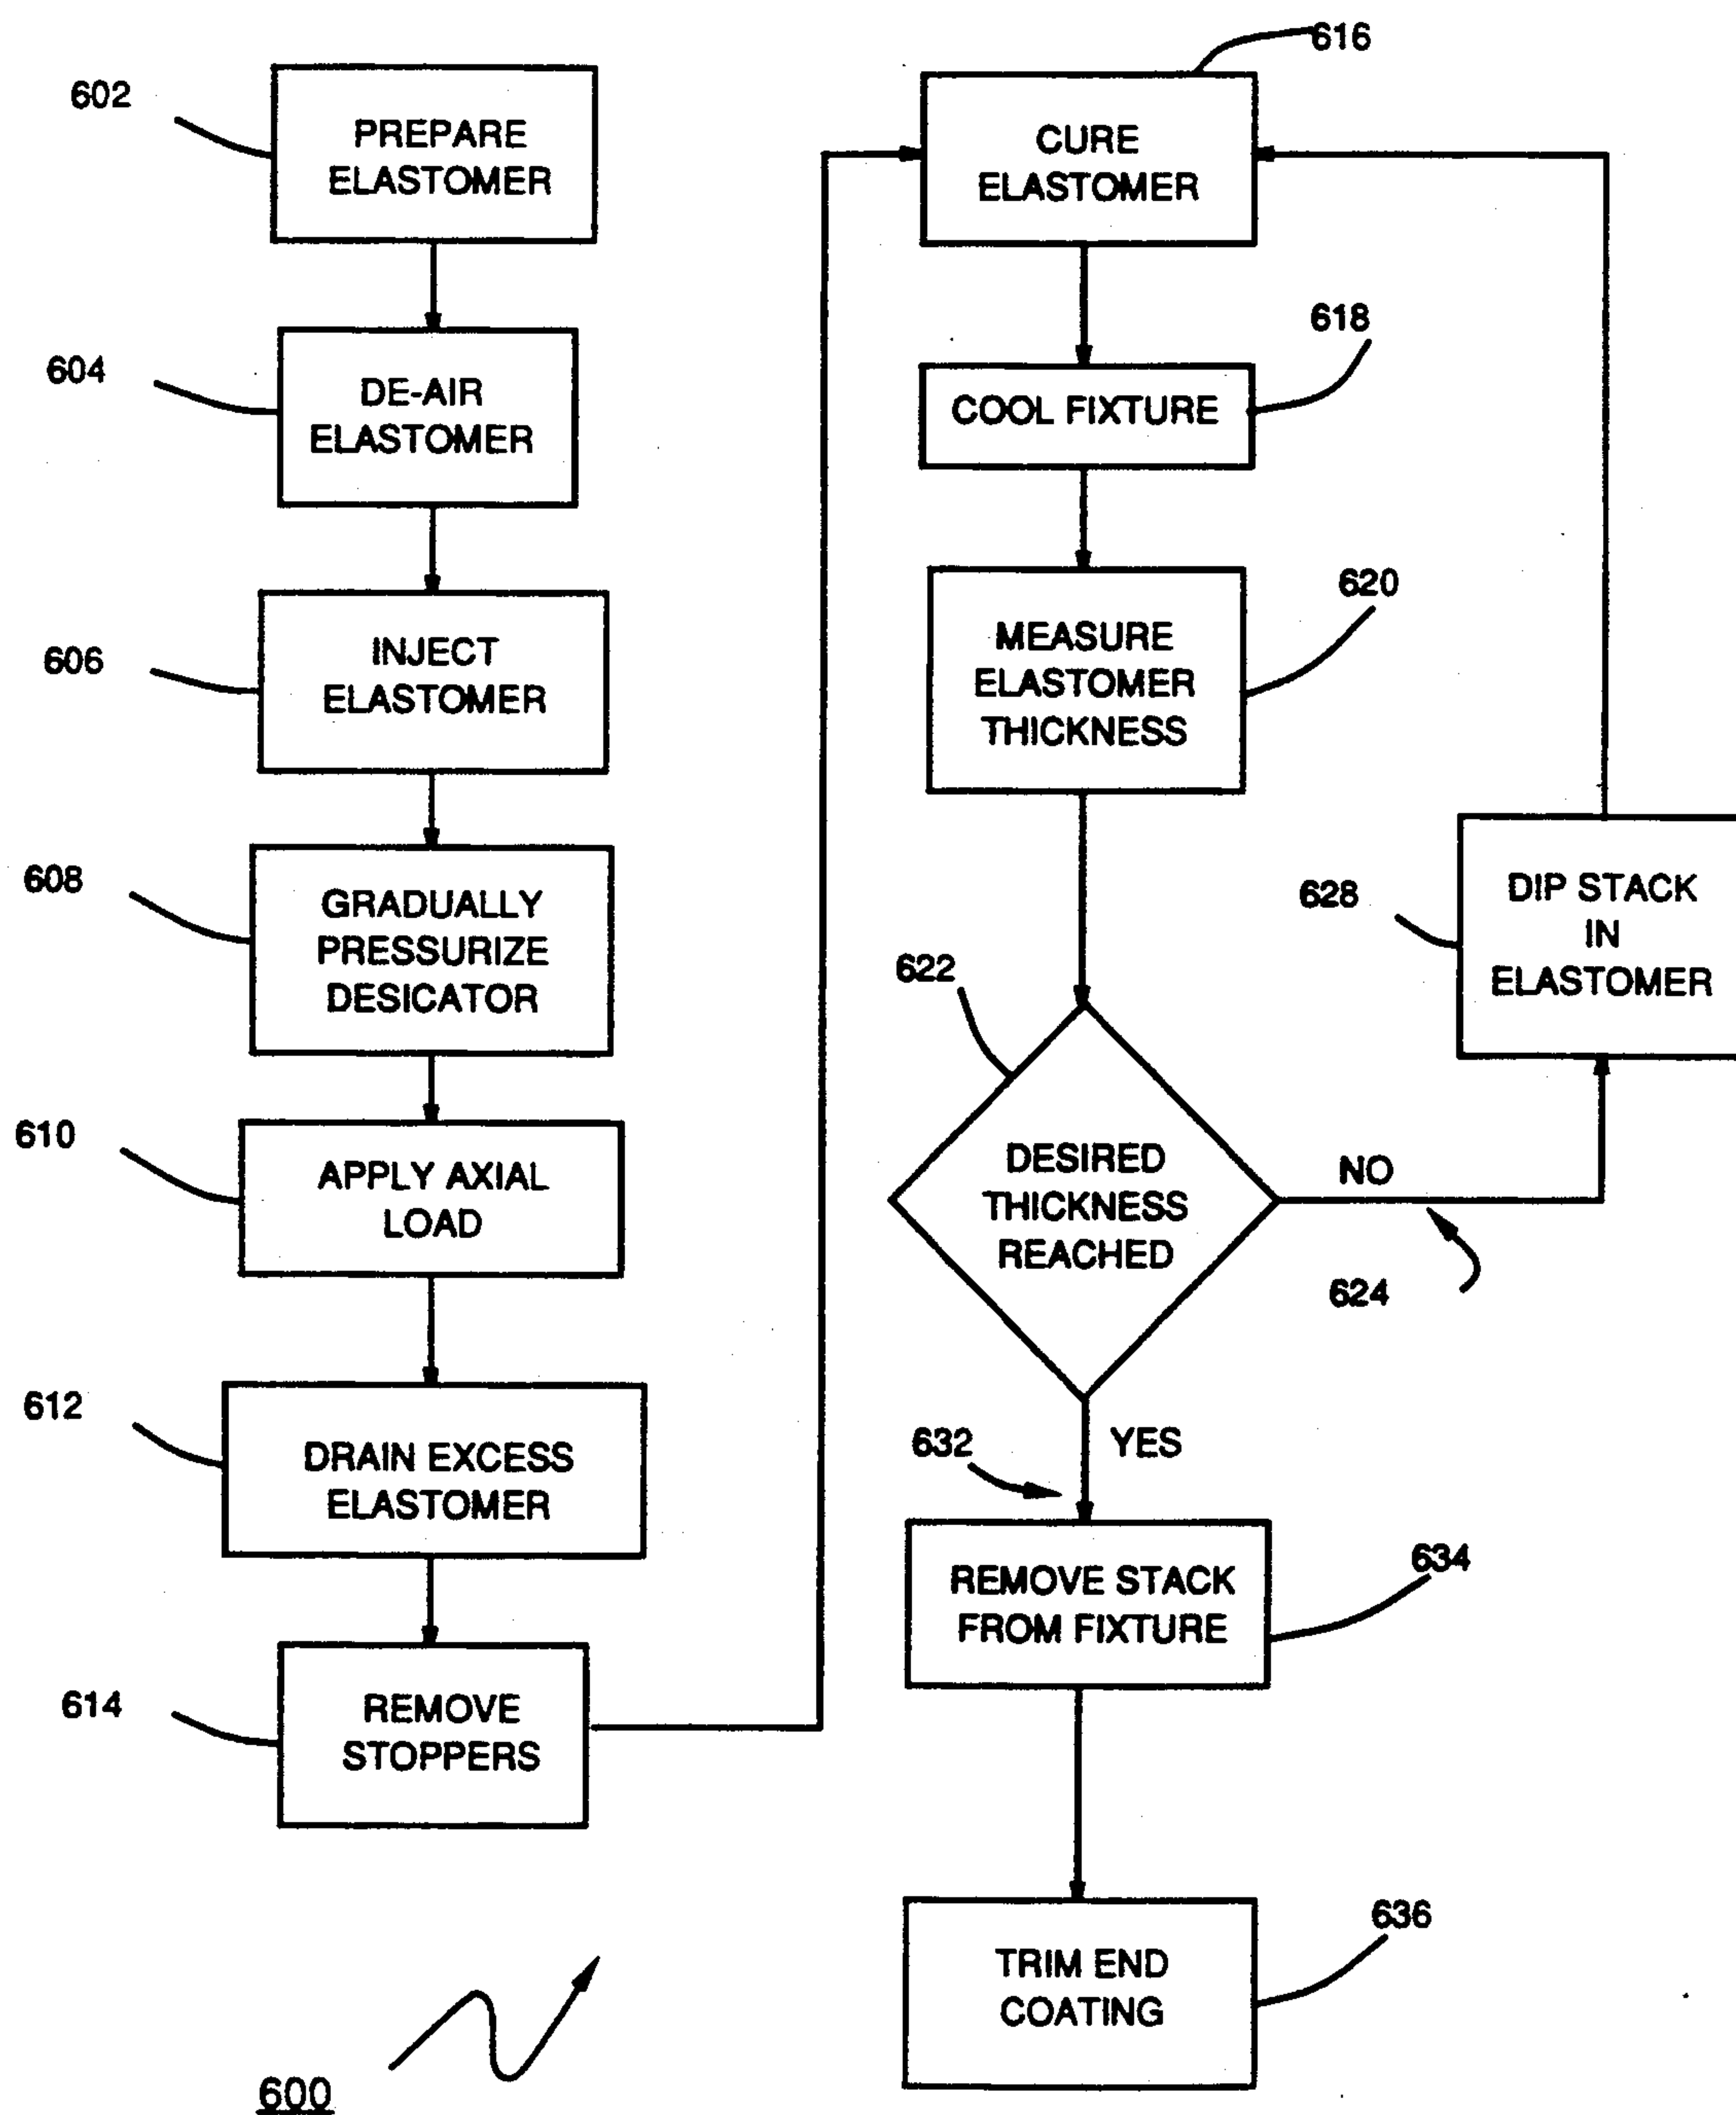 602
PREPARE
ELASTOMER
604
DE-AIR
ELASTOMER
606
INJECT
ELASTOMER
608
GRADUALLY
PRESSURIZE
DESICATOR
610
APPLY AXIAL
LOAD
612
DRAIN EXCESS
ELASTOMER
614
REMOVE
STOPPERS
616
CURE
ELASTOMER
618
COOL FIXTURE
620
MEASURE
ELASTOMER
THICKNESS
622
DESIRED
THICKNESS
REACHED
NO
624
628
DIP STACK
IN
ELASTOMER
632
YES
634
REMOVE STACK
FROM FIXTURE
636
TRIM END
COATING
600